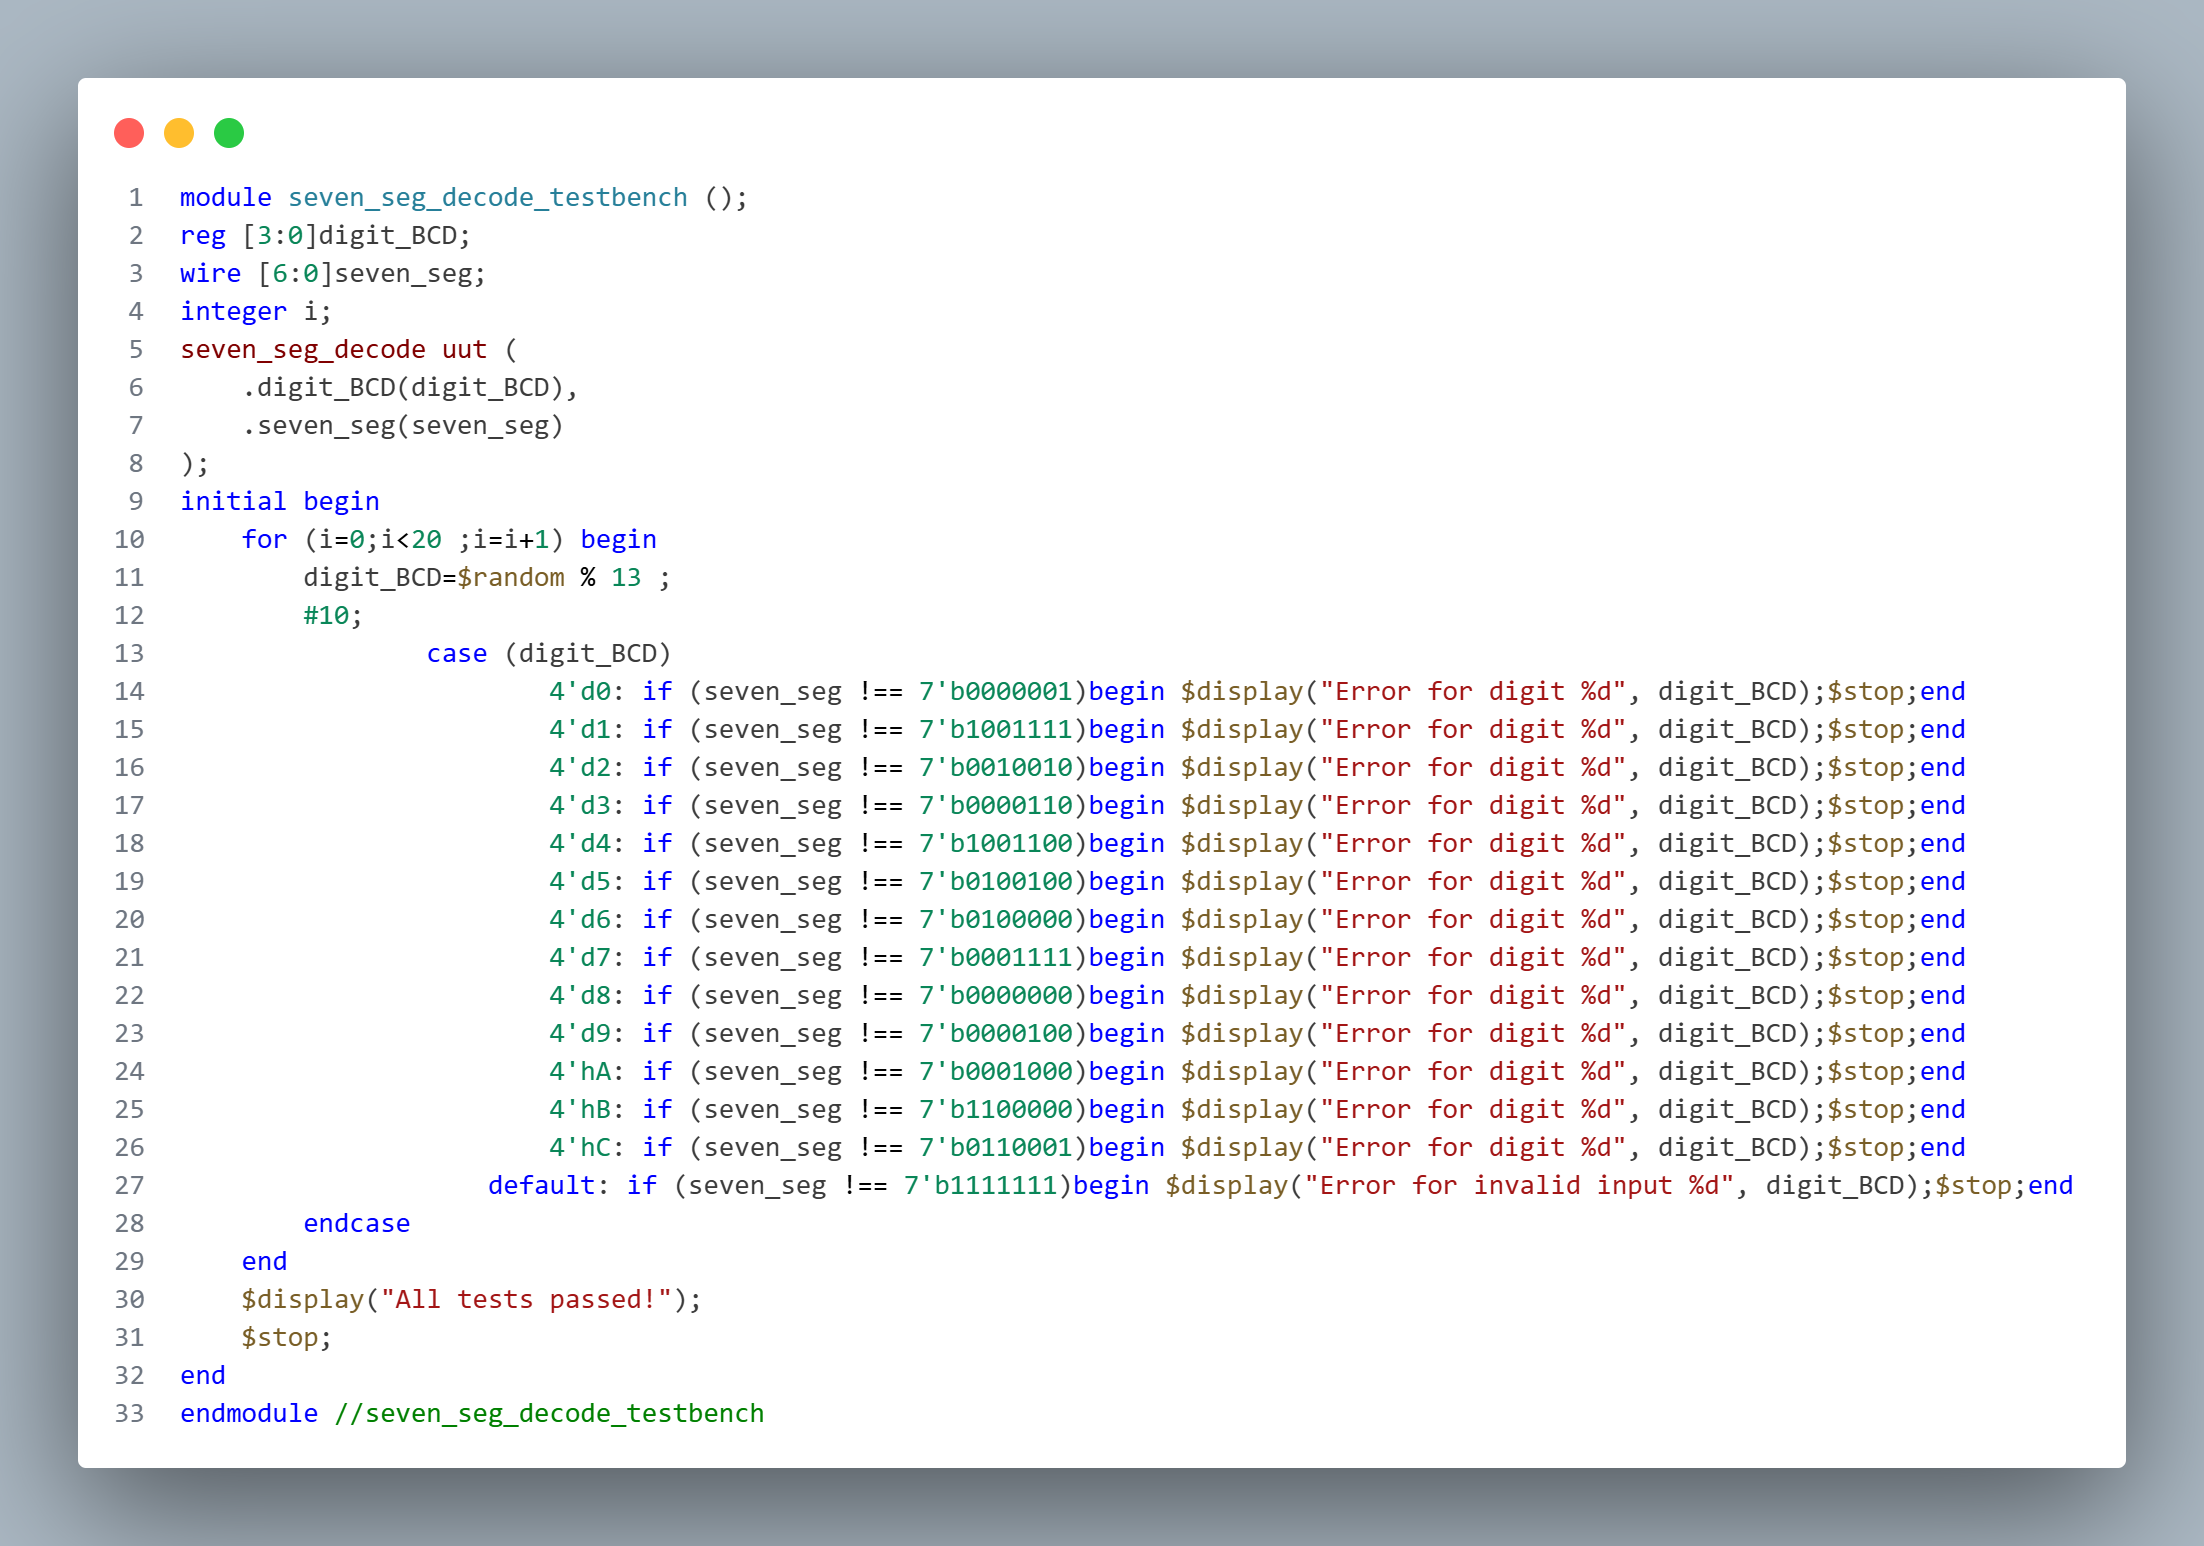 1 module seven_seg_decode_testbench ();
2 reg [3:0]digit_BCD;
3 wire [6:0]seven_seg;
4 integer i;
5 seven_seg_decode uut (
6     .digit_BCD(digit_BCD),
7     .seven_seg(seven_seg)
8 );
9 initial begin
10     for (i=0;i<20 ;i=i+1) begin
11         digit_BCD=$random % 13 ;
12         #10;
13                 case (digit_BCD)
14                         4'd0: if (seven_seg !== 7'b0000001)begin $display("Error for digit %d", digit_BCD);$stop;end
15                         4'd1: if (seven_seg !== 7'b1001111)begin $display("Error for digit %d", digit_BCD);$stop;end
16                         4'd2: if (seven_seg !== 7'b0010010)begin $display("Error for digit %d", digit_BCD);$stop;end
17                         4'd3: if (seven_seg !== 7'b0000110)begin $display("Error for digit %d", digit_BCD);$stop;end
18                         4'd4: if (seven_seg !== 7'b1001100)begin $display("Error for digit %d", digit_BCD);$stop;end
19                         4'd5: if (seven_seg !== 7'b0100100)begin $display("Error for digit %d", digit_BCD);$stop;end
20                         4'd6: if (seven_seg !== 7'b0100000)begin $display("Error for digit %d", digit_BCD);$stop;end
21                         4'd7: if (seven_seg !== 7'b0001111)begin $display("Error for digit %d", digit_BCD);$stop;end
22                         4'd8: if (seven_seg !== 7'b0000000)begin $display("Error for digit %d", digit_BCD);$stop;end
23                         4'd9: if (seven_seg !== 7'b0000100)begin $display("Error for digit %d", digit_BCD);$stop;end
24                         4'hA: if (seven_seg !== 7'b0001000)begin $display("Error for digit %d", digit_BCD);$stop;end
25                         4'hB: if (seven_seg !== 7'b1100000)begin $display("Error for digit %d", digit_BCD);$stop;end
26                         4'hC: if (seven_seg !== 7'b0110001)begin $display("Error for digit %d", digit_BCD);$stop;end
27                     default: if (seven_seg !== 7'b1111111)begin $display("Error for invalid input %d", digit_BCD);$stop;end
28         endcase
29     end
30     $display("All tests passed!");
31     $stop;
32 end
33 endmodule //seven_seg_decode_testbench